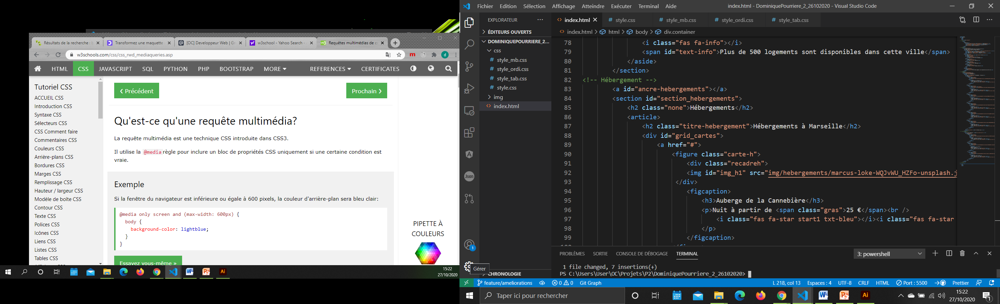 Résultats de la recherche :
Transformez une maquette
[OC] Developpeur Web | Gr
w3school - Yahoo Search -
Requêtes multimédias de c
w3schools.com/css/css_rwd_mediaqueries.asp
HTML CSS JAVASCRIPT SQL PYTHON PHP BOOTSTRAP MORE REFERENCES CERTIFICATES
Tutoriel CSS
ACCUEIL CSS
Introduction CSS
Syntaxe CSS
Sélecteurs CSS
CSS Comment faire
Commentaires CSS
Couleurs CSS
Arrière-plans CSS
Bordures CSS
Marges CSS
Remplissage CSS
Hauteur / largeur CSS
Modèle de boîte CSS
Contour CSS
Texte CSS
Polices CSS
Icônes CSS
Liens CSS
Listes CSS
Tables CSS
❮ Précédent
Prochain ❯
Qu'est-ce qu'une requête multimédia?
La requête multimédia est une technique CSS introduite dans CSS3.
Il utilise la @media règle pour inclure un bloc de propriétés CSS uniquement si une certaine condition est
vraie.
Exemple
Si la fenêtre du navigateur est inférieure ou égale à 600 pixels, la couleur d'arrière-plan sera bleu clair:
@media only screen and (max-width: 600px) {
body {
background-color: lightblue;
}
}
Essayez vous-même »
PIPETTE À
COULEURS
15:22
27/10/2020
Fichier Edition Sélection Affichage Atteindre Exécuter Terminal Aide
index.html - DominiquePourriere_2_26102020 - Visual Studio Code
EXPLORATEUR
ÉDITEURS OUVERTS
DOMINIQUEPOURRIERE_2...
css
# style_mb.css
# style_ordi.css
# style_tab.css
# style.css
img
index.html
CHRONOLOGIE
Gérer
index.html # style.css # style_mb.css # style_ordi.css # style_tab.css
index.html > html > body > div.container
78 <i class="fas fa-info"></i>
79 <span id="text-info">Plus de 500 logements sont disponibles dans cette ville</span>
80 </aside>
81 </section>
82 <!-- Hébergement -->
83 <a id="ancre-hebergements"></a>
84 <section id="section_hebergements">
85 <h2 class="none">Hébergements</h2>
86 <article>
87 <h2 class="titre-hebergement">Hébergements à Marseille</h2>
88 <div id="grid_cartes">
89 <a href="#">
90 <figure class="carte-h">
91 <div class="recadreh">
92 <img id="img_h1" src="img/hebergements/marcus-loke-WQJvWU_HZFo-unsplash.j
93 </div>
94 <figcaption>
95 <h3>Auberge de la Cannebière</h3>
96 <p>Nuit à partir de <span class="gras">25 €</span><br />
97 <i class="fas fa-star start1 txt-bleu"></i><i class="fas fa-star
98 </p>
99 </figcaption>
PROBLÈMES SORTIE CONSOLE DE DÉBOGAGE TERMINAL
3: powershell
1 file changed, 7 insertions(+)
PS C:\Users\User\OC\Projets\P2\DominiquePourriere_2_26102020>
feature/ameliorations 0 0 Git Graph
L 218, col 13 Espaces : 4 UTF-8 CRLF HTML Port : 5500 Prettier
Taper ici pour rechercher
15:22
27/10/2020